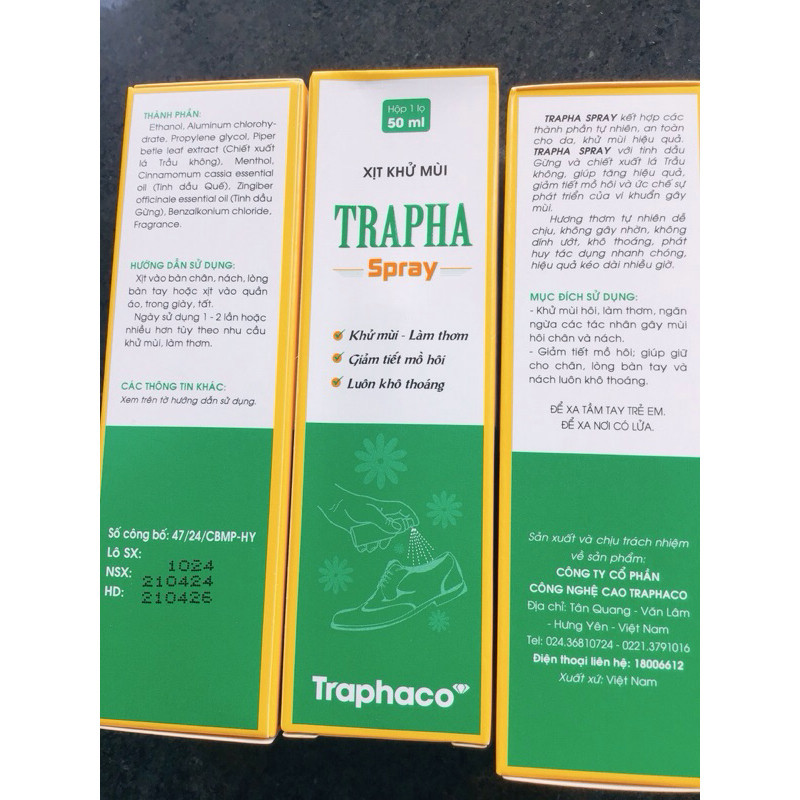 THÀNH PHẦN:
Ethanol, Aluminum chlorohy-
drate, Propylene glycol, Piper
betle leaf extract (Chiết xuất
lá Trầu không), Menthol,
Cinnamomum cassia essential
oil (Tinh dầu Quế), Zingiber
officinale essential oil (Tinh dầu
Gừng), Benzalkonium chloride,
Fragrance.
HƯỚNG DẪN SỬ DỤNG:
Xịt vào bàn chân, nách, lòng
bàn tay hoặc xịt vào quần
áo, trong giày, tất.
Ngày sử dụng 1 - 2 lần hoặc
nhiều hơn tùy theo nhu cầu
khử mùi, làm thơm.
CÁC THÔNG TIN KHÁC:
Xem trên tờ hướng dẫn sử dụng.
Số công bố: 47/24/CBMP-HY
Lô SX: 1024
NSX: 210424
HD: 210426
Hộp 1 lọ
50 ml
XỊT KHỬ MÙI
TRAPHA
Spray
Khử mùi - Làm thơm
Giảm tiết mồ hôi
Luôn khô thoáng
Traphaco
TRAPHA SPRAY kết hợp các
thành phần tự nhiên, an toàn
cho da, khử mùi hiệu quả.
TRAPHA SPRAY với tinh dầu
Gừng và chiết xuất lá Trầu
không, giúp tăng hiệu quả,
giảm tiết mồ hôi và ức chế sự
phát triển của vi khuẩn gây
mùi.
Hương thơm tự nhiên dễ
chịu, không gây nhờn, không
dính ướt, khô thoáng, phát
huy tác dụng nhanh chóng,
hiệu quả kéo dài nhiều giờ.
MỤC ĐÍCH SỬ DỤNG:
- Khử mùi hôi, làm thơm, ngăn
ngừa các tác nhân gây mùi
hôi chân và nách.
- Giảm tiết mồ hôi; giúp giữ
cho chân, lòng bàn tay và
nách luôn khô thoáng.
ĐỂ XA TẦM TAY TRẺ EM.
ĐỂ XA NƠI CÓ LỬA.
Sản xuất và chịu trách nhiệm
về sản phẩm:
CÔNG TY CỔ PHẦN
CÔNG NGHỆ CAO TRAPHACO
Địa chỉ: Tân Quang - Văn Lâm
- Hưng Yên - Việt Nam
Tel: 024.36810724 - 0221.3791016
Điện thoại liên hệ: 18006612
Xuất xứ: Việt Nam